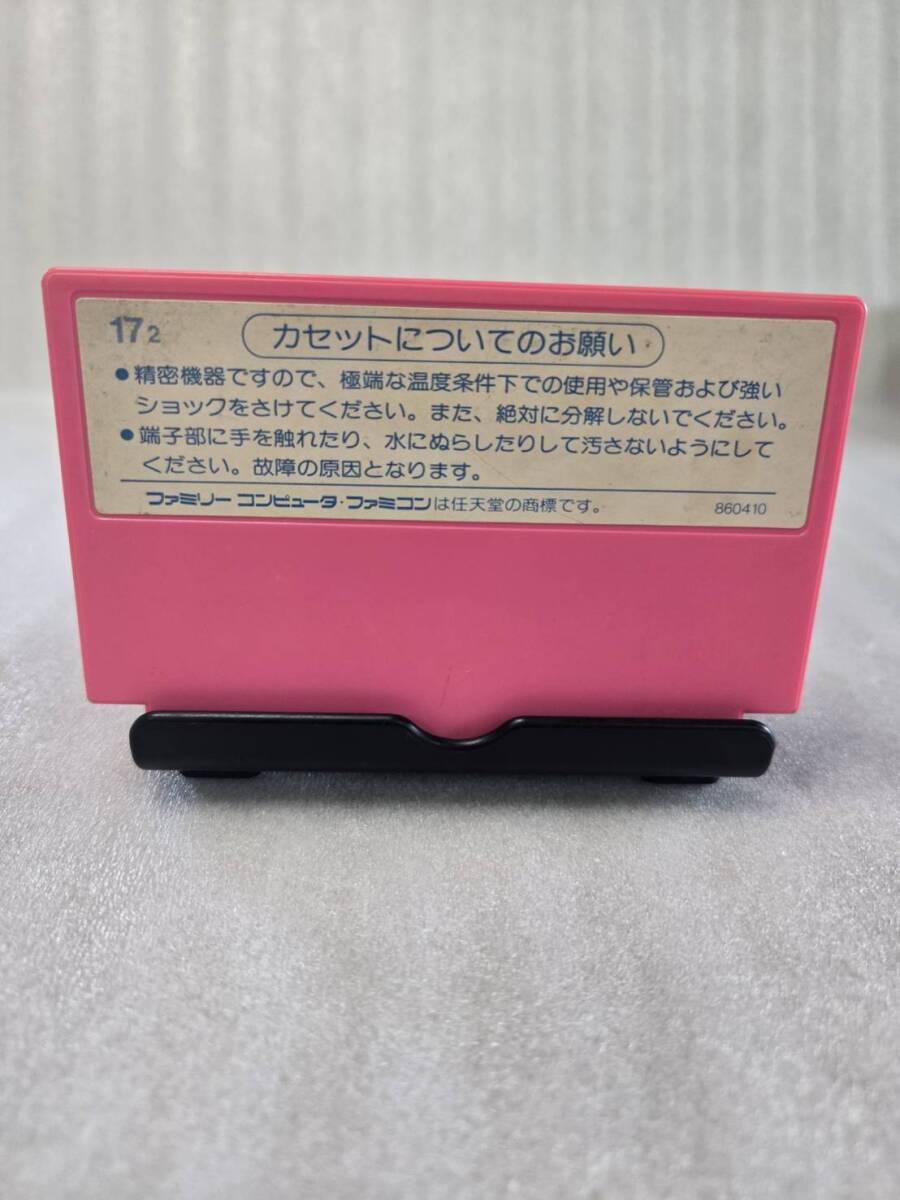 17 2
カセットについてのお願い
●精密機器ですので、極端な温度条件下での使用や保管および強い
ショックをさけてください。また、絶対に分解しないでください。
●端子部に手を触れたり、水にぬらしたりして汚さないようにして
ください。故障の原因となります。
ファミリー コンピュータ・ファミコンは任天堂の商標です。 860410